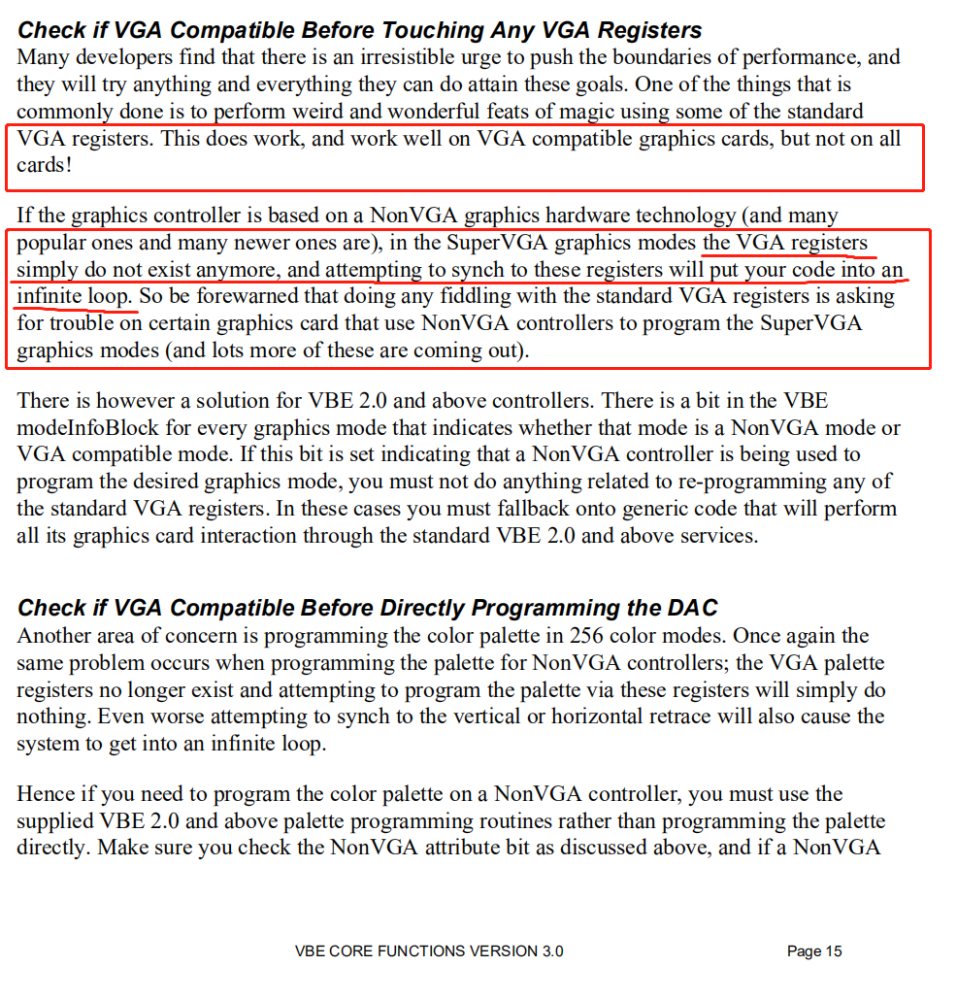 Check if VGA Compatible Before Touching Any VGA Registers
Many developers find that there is an irresistible urge to push the boundaries of performance, and
they will try anything and everything they can do attain these goals. One of the things that is
commonly done is to perform weird and wonderful feats of magic using some of the standard
VGA registers. This does work, and work well on VGA compatible graphics cards, but not on all
cards!
If the graphics controller is based on a NonVGA graphics hardware technology (and many
popular ones and many newer ones are), in the SuperVGA graphics modes the VGA registers
simply do not exist anymore, and attempting to synch to these registers will put your code into an
infinite loop. So be forewarned that doing any fiddling with the standard VGA registers is asking
for trouble on certain graphics card that use NonVGA controllers to program the SuperVGA
graphics modes (and lots more of these are coming out).
There is however a solution for VBE 2.0 and above controllers. There is a bit in the VBE
modeInfoBlock for every graphics mode that indicates whether that mode is a NonVGA mode or
VGA compatible mode. If this bit is set indicating that a NonVGA controller is being used to
program the desired graphics mode, you must not do anything related to re-programming any of
the standard VGA registers. In these cases you must fallback onto generic code that will perform
all its graphics card interaction through the standard VBE 2.0 and above services.
Check if VGA Compatible Before Directly Programming the DAC
Another area of concern is programming the color palette in 256 color modes. Once again the
same problem occurs when programming the palette for NonVGA controllers; the VGA palette
registers no longer exist and attempting to program the palette via these registers will simply do
nothing. Even worse attempting to synch to the vertical or horizontal retrace will also cause the
system to get into an infinite loop.
Hence if you need to program the color palette on a NonVGA controller, you must use the
supplied VBE 2.0 and above palette programming routines rather than programming the palette
directly. Make sure you check the NonVGA attribute bit as discussed above, and if a NonVGA
VBE CORE FUNCTIONS VERSION 3.0 Page 15